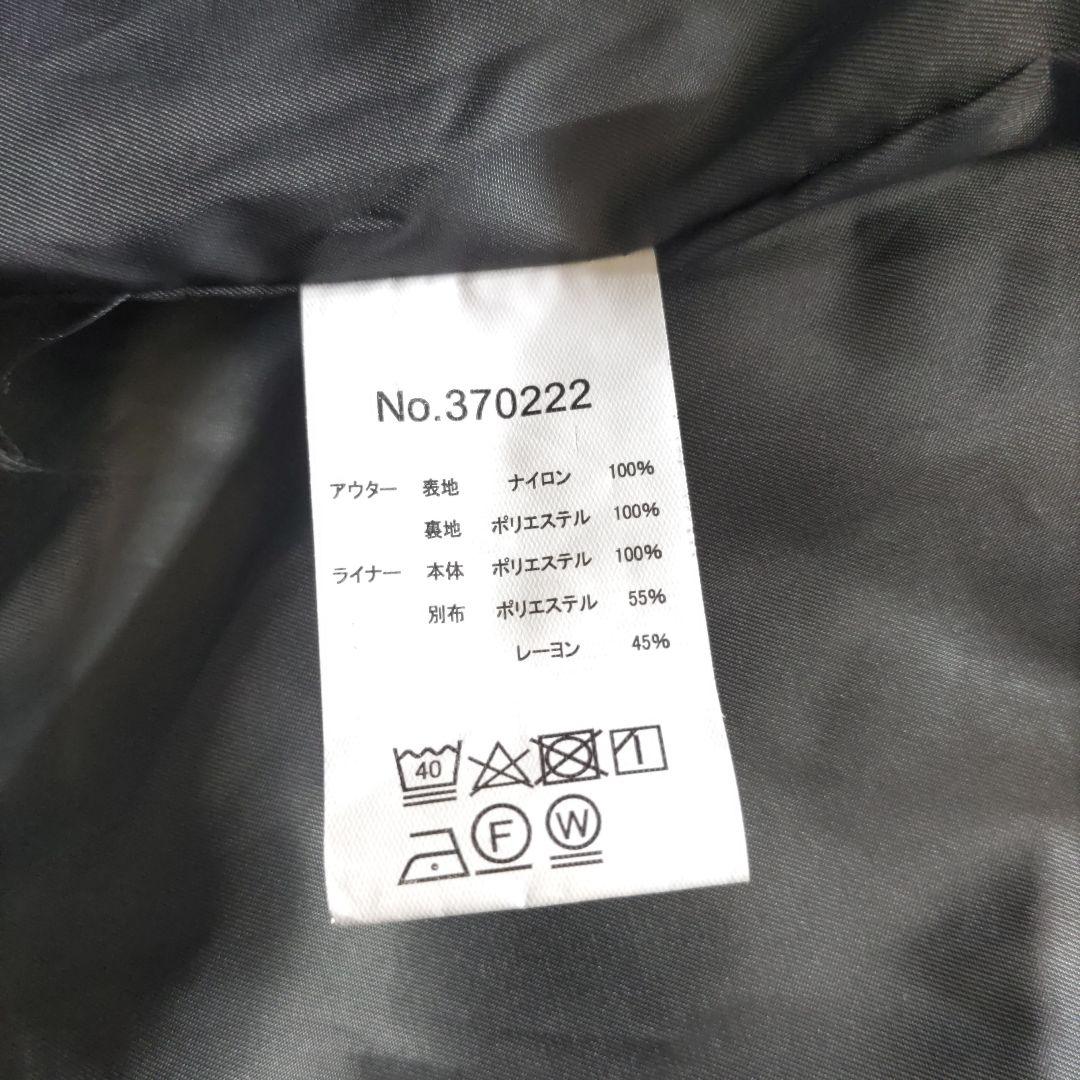 No.370222
アウター 表地 ナイロン 100%
裏地 ポリエステル 100%
ライナー 本体 ポリエステル 100%
別布 ポリエステル 55%
レーヨン 45%
40
F W